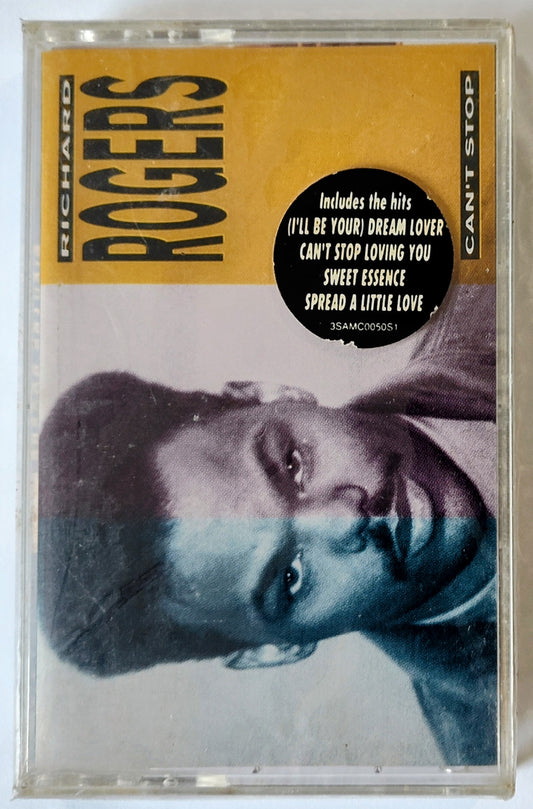 RICHARD
ROGERS
CAN'T STOP
Includes the hits
(I'LL BE YOUR) DREAM LOVER
CAN'T STOP LOVING YOU
SWEET ESSENCE
SPREAD A LITTLE LOVE
3SAMC0050S1